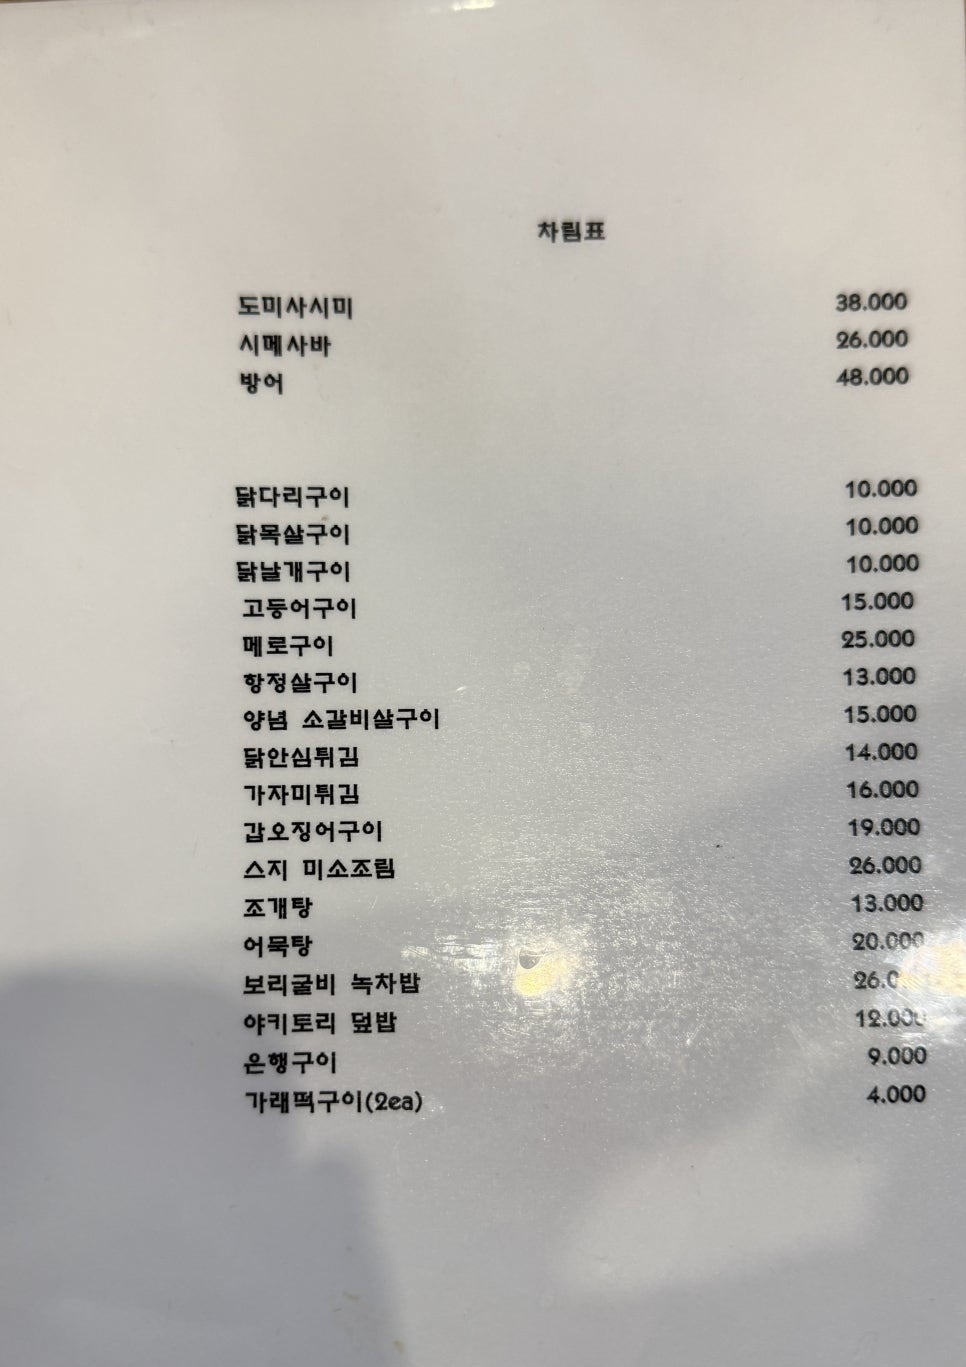 차림표
도미사시미 38.000
시메사바 26.000
방어 48.000
닭다리구이 10.000
닭목살구이 10.000
닭날개구이 10.000
고등어구이 15.000
메로구이 25.000
항정살구이 13.000
양념 소갈비살구이 15.000
닭안심튀김 14.000
가자미튀김 16.000
갑오징어구이 19.000
스지 미소조림 26.000
조개탕 13.000
어묵탕 20.000
보리굴비 녹차밥
야키토리 덮밥 12.000
은행구이 9.000
가래떡구이(2ea) 4.000